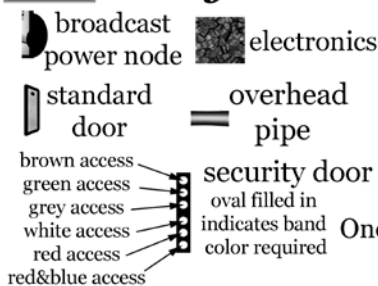 broadcast
power node
electronics
standard
door
overhead
pipe
brown access
green access
grey access
white access
red access
red&blue access
security door
oval filled in
indicates band
color required